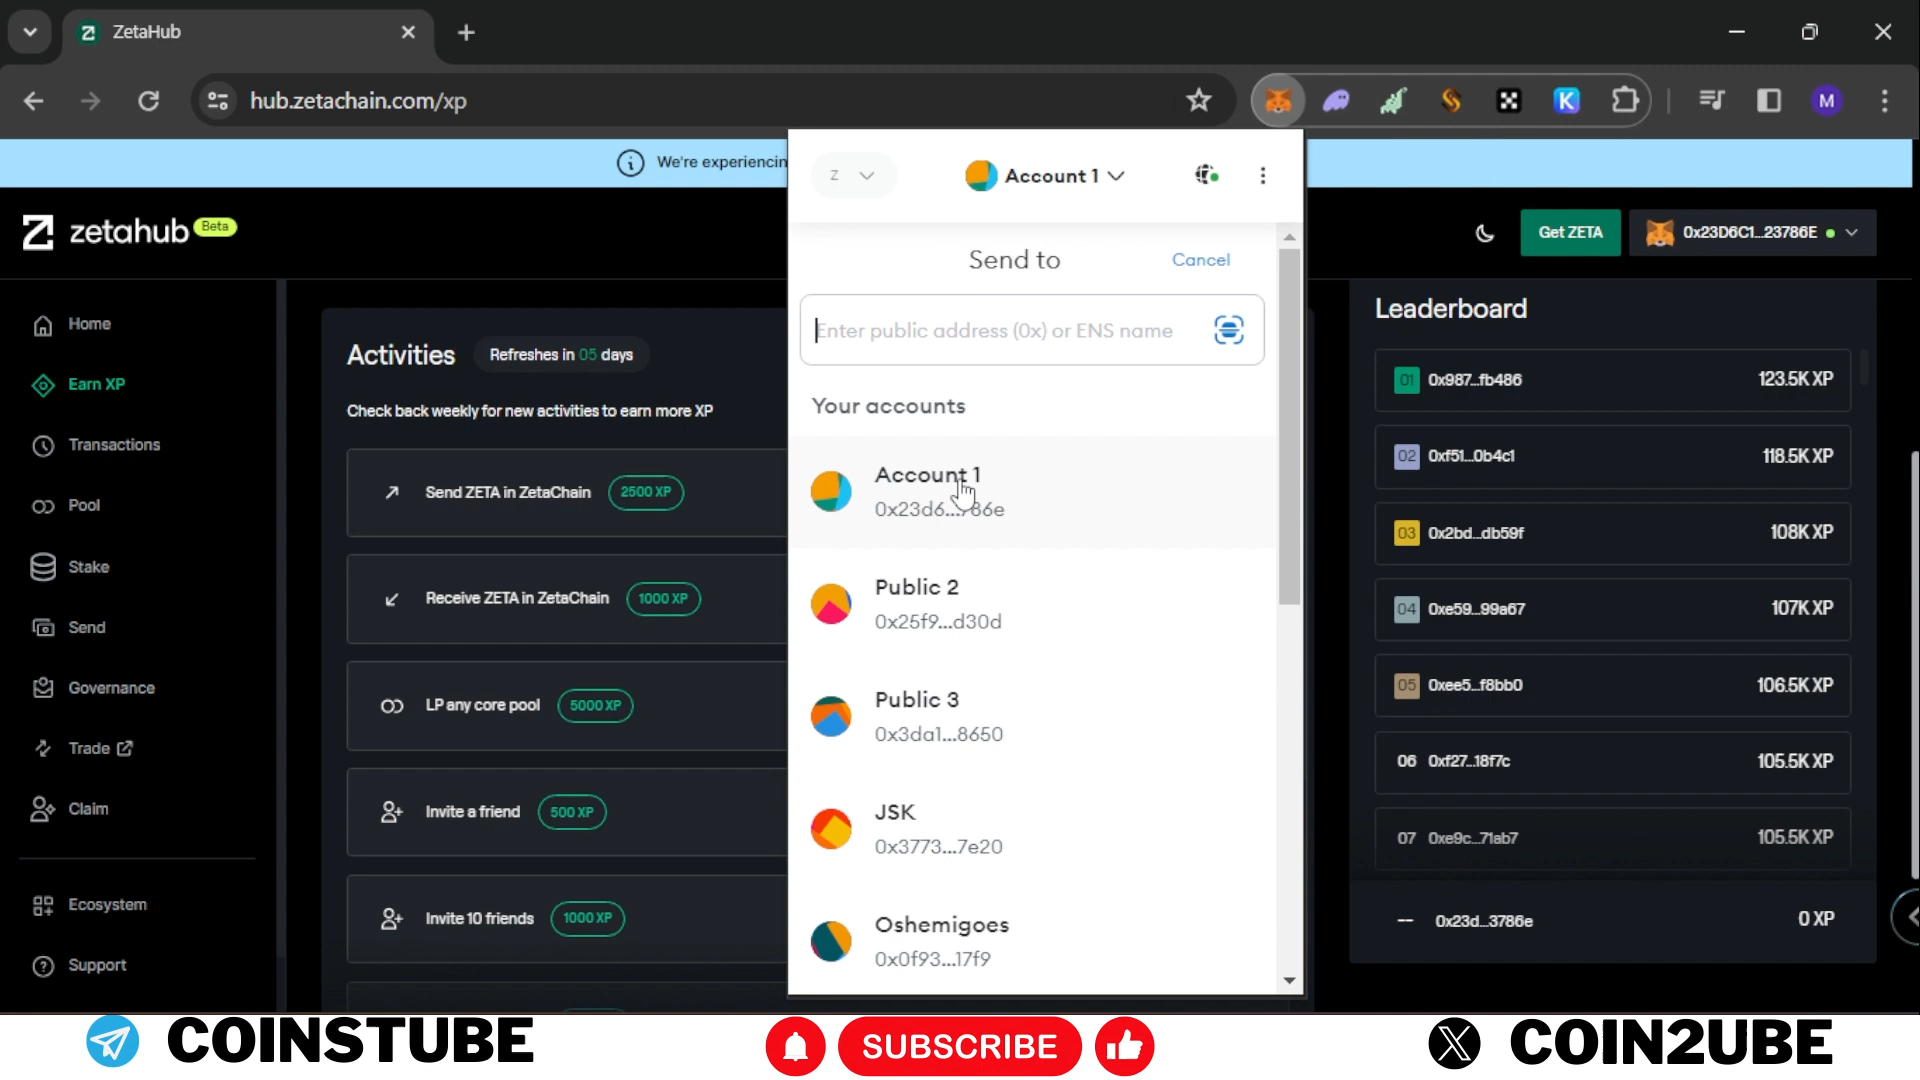 ZetaHub
hub.zetachain.com/xp
M
We're experiencin
Z
Account 1
zetahub
Beta
Get ZETA
0x23D6C1...23786E
Home
Earn XP
Transactions
Pool
Stake
Send
Governance
Trade
Claim
Ecosystem
Support
Activities
Refreshes in 05 days
Check back weekly for new activities to earn more XP
Send ZETA in ZetaChain 2500 XP
Receive ZETA in ZetaChain 1000 XP
LP any core pool 5000 XP
Invite a friend 500 XP
Invite 10 friends 1000 XP
Send to
Cancel
Enter public address (0x) or ENS name
Your accounts
Account 1
0x23d6...786e
Public 2
0x25f9...d30d
Public 3
0x3da1...8650
JSK
0x3773...7e20
Oshemigoes
0x0f93...17f9
Leaderboard
01 0x987...fb486 123.5K XP
02 0xf51...0b4c1 118.5K XP
03 0x2bd...db59f 108K XP
04 0xe59...99a67 107K XP
05 0xee5...f8bb0 106.5K XP
06 0xf27...18f7c 105.5K XP
07 0xe9c...71ab7 105.5K XP
-- 0x23d...3786e 0 XP
COINSTUBE
SUBSCRIBE
COIN2UBE